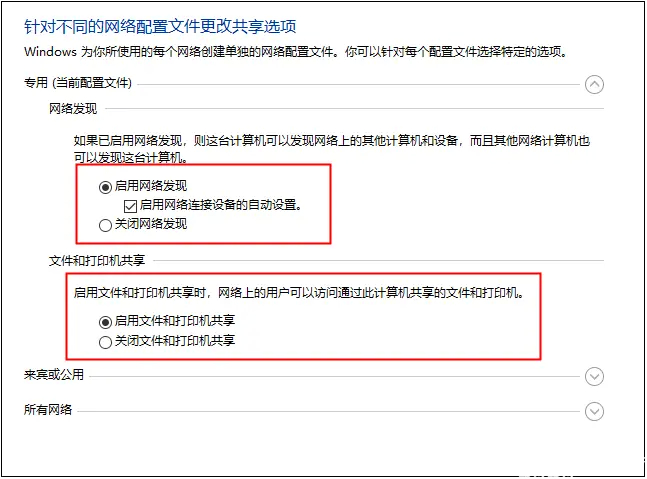 针对不同的网络配置文件更改共享选项
Windows 为你所使用的每个网络创建单独的网络配置文件。你可以针对每个配置文件选择特定的选项。
专用 (当前配置文件)
网络发现
如果已启用网络发现，则这台计算机可以发现网络上的其他计算机和设备，而且其他网络计算机也
可以发现这台计算机。
启用网络发现
启用网络连接设备的自动设置。
关闭网络发现
文件和打印机共享
启用文件和打印机共享时，网络上的用户可以访问通过此计算机共享的文件和打印机。
启用文件和打印机共享
关闭文件和打印机共享
来宾或公用
所有网络